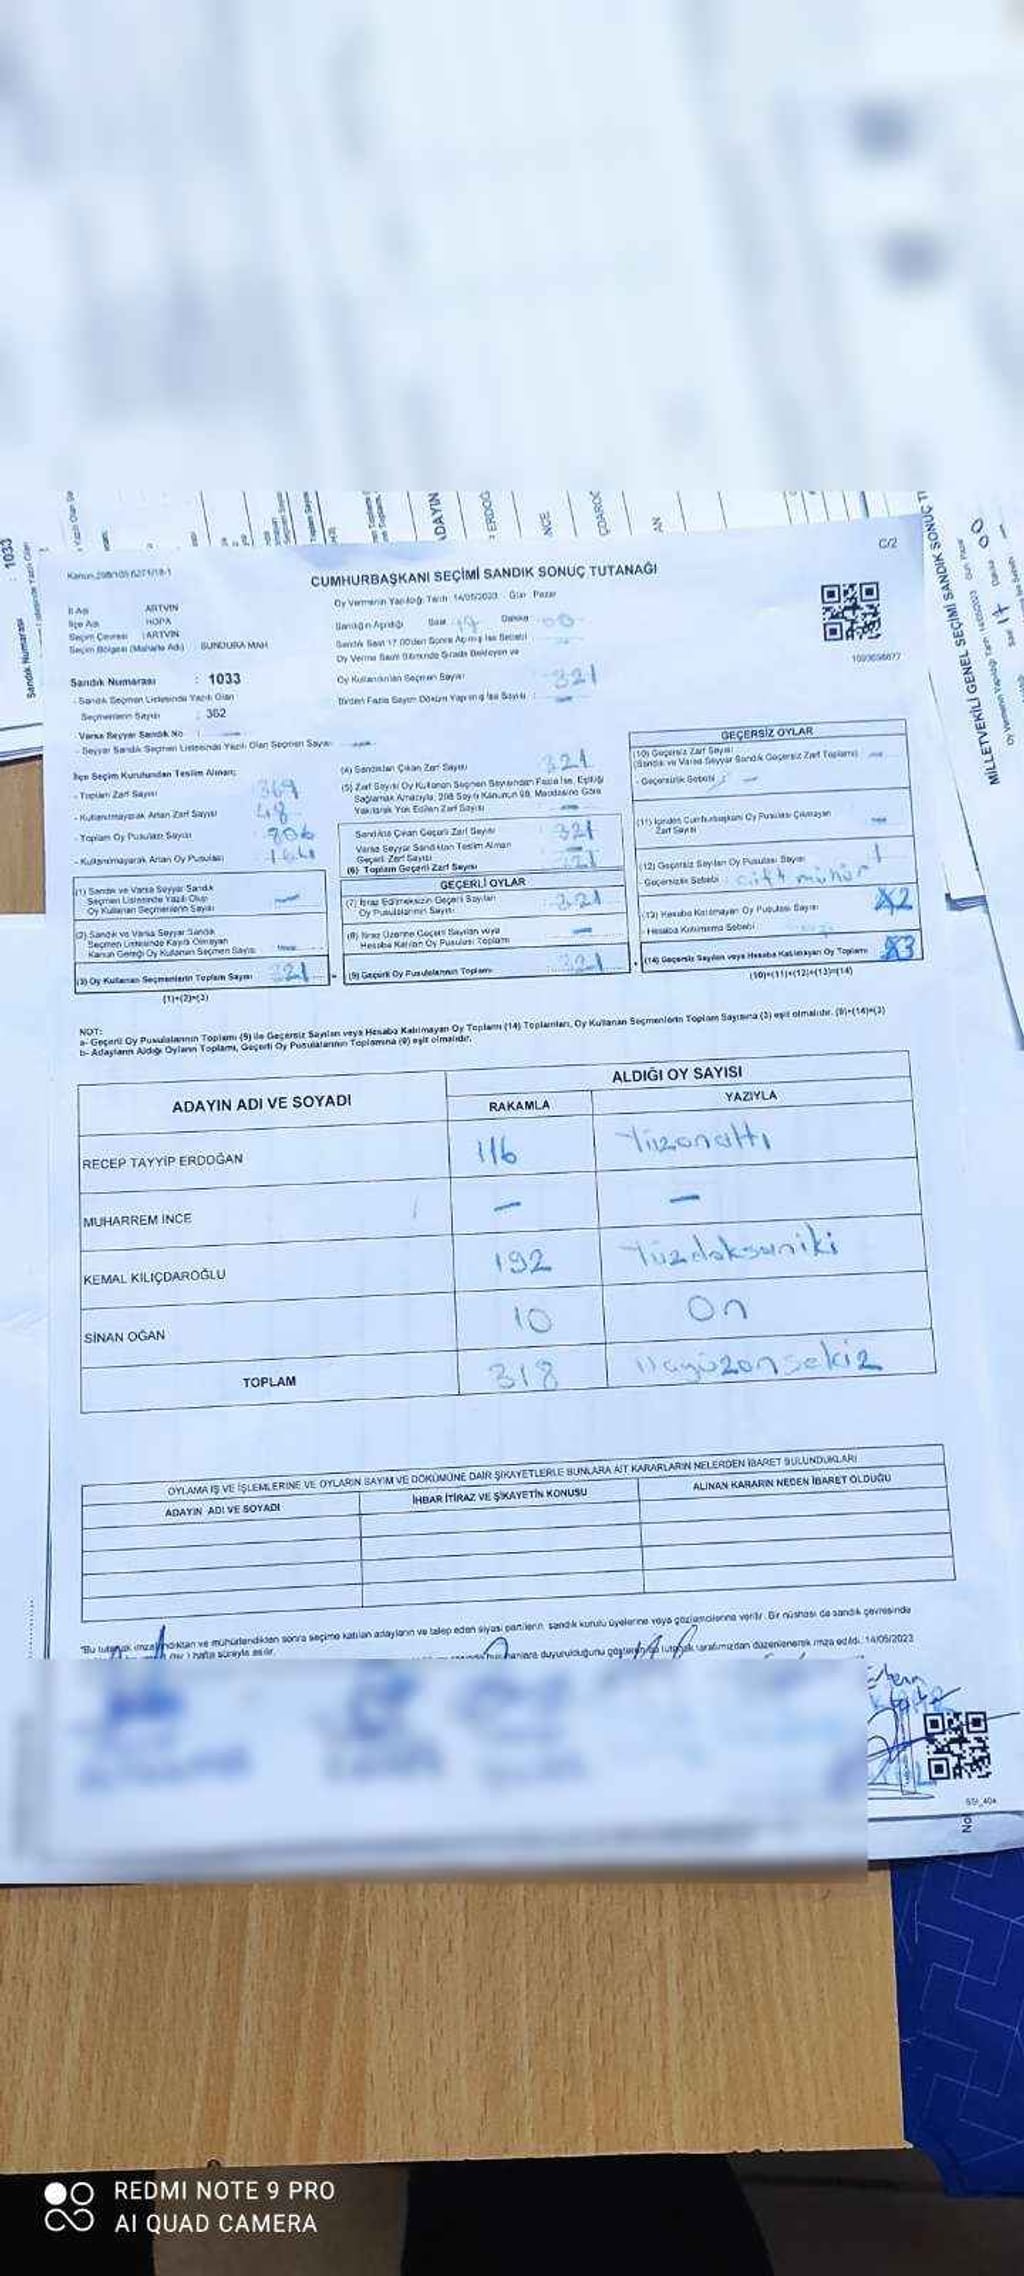 1033
Sandık Numarası
ADAYIN
ERDOĞ
C/2
CUMHURBAŞKANI SEÇİMİ SANDIK SONUÇ TUTANAĞI
İl Adı ARTVİN
İlçe Adı HOPA
Seçim Çevresi : ARTVİN
Seçim Bölgesi (Mahalle Adı) SUNDURA MAH
Oy Vermenin Yapıldığı Tarih 14/05/2023 Gün Pazar
Sandığın Açıldığı Saat 17 Dakika 00
Sandık Saat 17.00'den Sonra Açılmış İse Sebebi
Oy Verme Saati Bitiminde Sırada Bekleyen ve
Oy Kullandırılan Seçmen Sayısı 321
Birden Fazla Sayım Döküm Yapılmış İse Sayısı : —
Sandık Numarası : 1033
- Sandık Seçmen Listesinde Yazılı Olan
Seçmenlerin Sayısı : 362
- Varsa Seyyar Sandık No
- Seyyar Sandık Seçmen Listesinde Yazılı Olan Seçmen Sayısı
İlçe Seçim Kurulundan Teslim Alınan;
- Toplam Zarf Sayısı 369
- Kullanılmayarak Artan Zarf Sayısı 48
- Toplam Oy Pusulası Sayısı 806
- Kullanılmayarak Artan Oy Pusulası
(1) Sandık ve Varsa Seyyar Sandık
Seçmen Listesinde Yazılı Olup
Oy Kullanan Seçmenlerin Sayısı —
(2) Sandık ve Varsa Seyyar Sandık
Seçmen Listesinde Kayıtlı Olmayan
Kanun Gereği Oy Kullanan Seçmen Sayısı
(3) Oy Kullanan Seçmenlerin Toplam Sayısı 321
(1)+(2)=(3)
(4) Sandıktan Çıkan Zarf Sayısı 321
(5) Zarf Sayısı Oy Kullanan Seçmen Sayısından Fazla İse, Eşitliği
Sağlamak Amacıyla, 298 Sayılı Kanunun 98. Maddesine Göre
Yakılarak Yok Edilen Zarf Sayısı —
Sandıkta Çıkan Geçerli Zarf Sayısı 321
Varsa Seyyar Sandıktan Teslim Alınan
Geçerli Zarf Sayısı
(6) Toplam Geçerli Zarf Sayısı 321
GEÇERLİ OYLAR
(7) İtiraz Edilmeksizin Geçerli Sayılan
Oy Pusulalarının Sayısı 321
(8) İtiraz Üzerine Geçerli Sayılan veya
Hesaba Katılan Oy Pusulası Toplamı —
(9) Geçerli Oy Pusulalarının Toplamı 321
GEÇERSİZ OYLAR
(10) Geçersiz Zarf Sayısı
(Sandık ve Varsa Seyyar Sandık Geçersiz Zarf Toplamı) —
- Geçersizlik Sebebi —
(11) İçinden Cumhurbaşkanı Oy Pusulası Çıkmayan
Zarf Sayısı —
(12) Geçersiz Sayılan Oy Pusulası Sayısı 1
- Geçersizlik Sebebi : çift mühür
(13) Hesaba Katılmayan Oy Pusulası Sayısı 2
- Hesaba Katılmama Sebebi
(14) Geçersiz Sayılan veya Hesaba Katılmayan Oy Toplamı 3
(10)+(11)+(12)+(13)=(14)
NOT:
a- Geçerli Oy Pusulalarının Toplamı (9) ile Geçersiz Sayılan veya Hesaba Katılmayan Oy Toplamı (14) Toplamları, Oy Kullanan Seçmenlerin Toplam Sayısına (3) eşit olmalıdır. (9)+(14)=(3)
b- Adayların Aldığı Oyların Toplamı, Geçerli Oy Pusulalarının Toplamına (9) eşit olmalıdır.
ADAYIN ADI VE SOYADI
ALDIĞI OY SAYISI
RAKAMLA YAZIYLA
RECEP TAYYİP ERDOĞAN 116 Yüzonaltı
MUHARREM İNCE — —
KEMAL KILIÇDAROĞLU 192 Yüzdoksaniki
SİNAN OĞAN 10 On
TOPLAM 318 Üçyüzonsekiz
OYLAMA İŞ VE İŞLEMLERİNE VE OYLARIN SAYIM VE DÖKÜMÜNE DAİR ŞİKAYETLERLE BUNLARA AİT KARARLARIN NELERDEN İBARET BULUNDUKLARI
ADAYIN ADI VE SOYADI
İHBAR İTİRAZ VE ŞİKAYETİN KONUSU
ALINAN KARARIN NEDEN İBARET OLDUĞU
"Bu tutanak imzalandıktan ve mühürlendikten sonra seçime katılan adayların ve talep eden siyasi partilerin sandık kurulu üyelerine veya gözlemcilerine verilir. Bir nüshası da sandık çevresinde
1 hafta süreyle asılır.
duyurulduğunu gösteren tutanak tarafımızdan düzenlenerek imza edildi. 14/05/2023
MİLLETVEKİLİ GENEL SEÇİMİ SANDIK SONUÇ
Saat 17 Dakika 00
REDMI NOTE 9 PRO
AI QUAD CAMERA